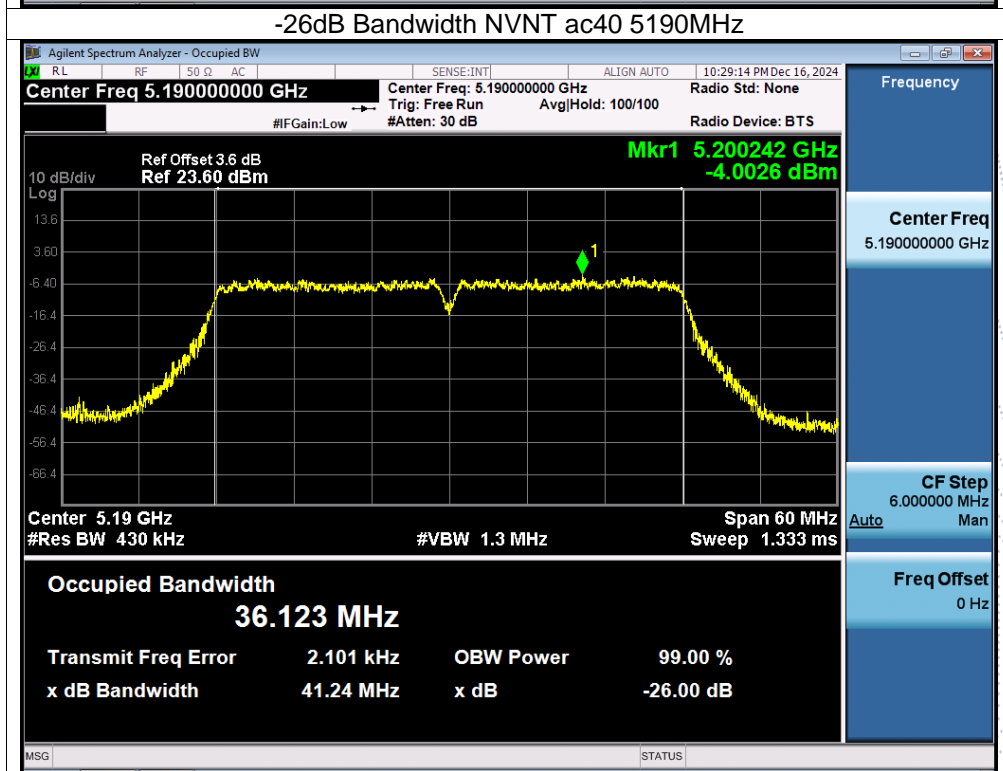 -26dB Bandwidth NVNT ac40 5190MHz
Agilent Spectrum Analyzer - Occupied BW
LXI RL RF 50 Ω AC SENSE:INT ALIGN AUTO 10:29:14 PM Dec 16, 2024
Center Freq 5.190000000 GHz
Center Freq: 5.190000000 GHz
Radio Std: None
Trig: Free Run Avg|Hold: 100/100
#IFGain:Low
#Atten: 30 dB
Radio Device: BTS
Frequency
Mkr1 5.200242 GHz
-4.0026 dBm
Ref Offset 3.6 dB
10 dB/div Ref 23.60 dBm
Log
13.6
3.60
-6.40
-16.4
-26.4
-36.4
-46.4
-56.4
-66.4
1
Center 5.19 GHz Span 60 MHz
#Res BW 430 kHz #VBW 1.3 MHz Sweep 1.333 ms
Center Freq
5.190000000 GHz
CF Step
6.000000 MHz
Auto Man
Freq Offset
0 Hz
Occupied Bandwidth
36.123 MHz
Transmit Freq Error 2.101 kHz OBW Power 99.00 %
x dB Bandwidth 41.24 MHz x dB -26.00 dB
MSG STATUS